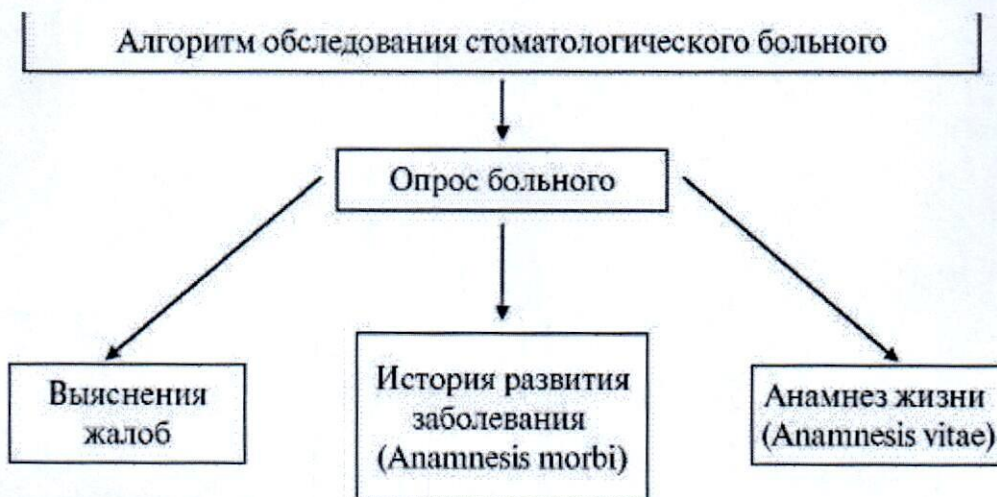 Алгоритм обследования стоматологического больного
Опрос больного
Выяснения
жалоб
История развития
заболевания
(Anamnesis morbi)
Анамнез жизни
(Anamnesis vitae)